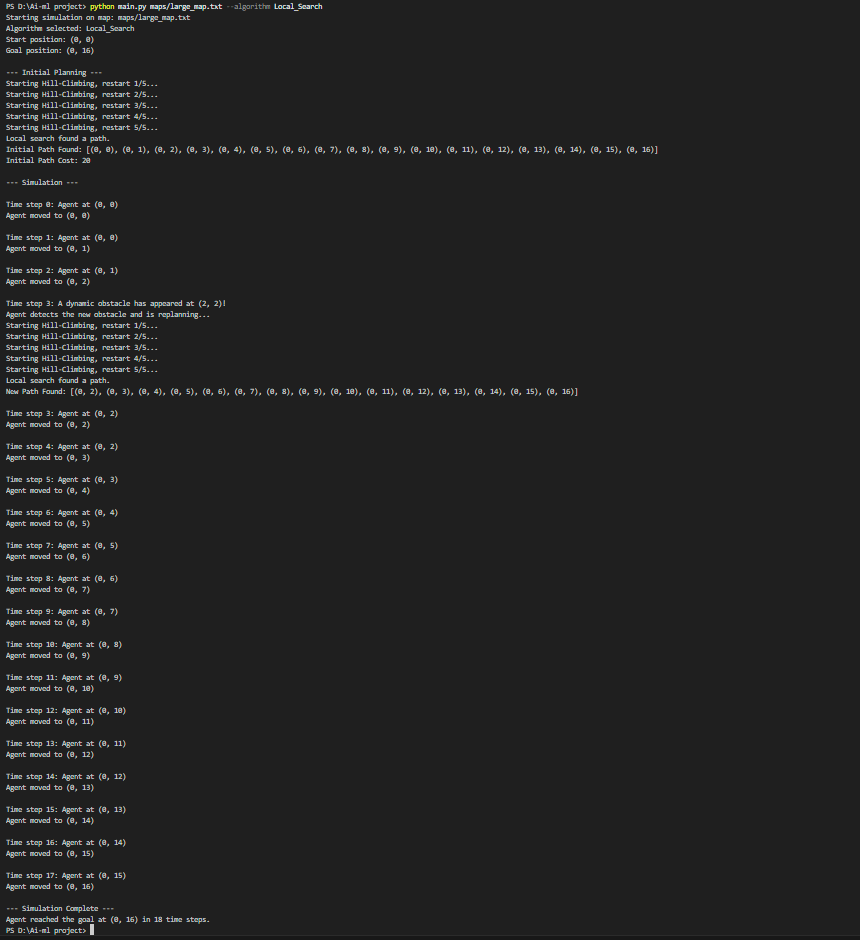 PS D:\Ai-ml project> python main.py maps/large_map.txt --algorithm Local_Search
Starting simulation on map: maps/large_map.txt
Algorithm selected: Local_Search
Start position: (0, 0)
Goal position: (0, 16)
--- Initial Planning ---
Starting Hill-Climbing, restart 1/5...
Starting Hill-Climbing, restart 2/5...
Starting Hill-Climbing, restart 3/5...
Starting Hill-Climbing, restart 4/5...
Starting Hill-Climbing, restart 5/5...
Local search found a path.
Initial Path Found: [(0, 0), (0, 1), (0, 2), (0, 3), (0, 4), (0, 5), (0, 6), (0, 7), (0, 8), (0, 9), (0, 10), (0, 11), (0, 12), (0, 13), (0, 14), (0, 15), (0, 16)]
Initial Path Cost: 20
--- Simulation ---
Time step 0: Agent at (0, 0)
Agent moved to (0, 0)
Time step 1: Agent at (0, 0)
Agent moved to (0, 1)
Time step 2: Agent at (0, 1)
Agent moved to (0, 2)
Time step 3: A dynamic obstacle has appeared at (2, 2)!
Agent detects the new obstacle and is replanning...
Starting Hill-Climbing, restart 1/5...
Starting Hill-Climbing, restart 2/5...
Starting Hill-Climbing, restart 3/5...
Starting Hill-Climbing, restart 4/5...
Starting Hill-Climbing, restart 5/5...
Local search found a path.
New Path Found: [(0, 2), (0, 3), (0, 4), (0, 5), (0, 6), (0, 7), (0, 8), (0, 9), (0, 10), (0, 11), (0, 12), (0, 13), (0, 14), (0, 15), (0, 16)]
Time step 3: Agent at (0, 2)
Agent moved to (0, 2)
Time step 4: Agent at (0, 2)
Agent moved to (0, 3)
Time step 5: Agent at (0, 3)
Agent moved to (0, 4)
Time step 6: Agent at (0, 4)
Agent moved to (0, 5)
Time step 7: Agent at (0, 5)
Agent moved to (0, 6)
Time step 8: Agent at (0, 6)
Agent moved to (0, 7)
Time step 9: Agent at (0, 7)
Agent moved to (0, 8)
Time step 10: Agent at (0, 8)
Agent moved to (0, 9)
Time step 11: Agent at (0, 9)
Agent moved to (0, 10)
Time step 12: Agent at (0, 10)
Agent moved to (0, 11)
Time step 13: Agent at (0, 11)
Agent moved to (0, 12)
Time step 14: Agent at (0, 12)
Agent moved to (0, 13)
Time step 15: Agent at (0, 13)
Agent moved to (0, 14)
Time step 16: Agent at (0, 14)
Agent moved to (0, 15)
Time step 17: Agent at (0, 15)
Agent moved to (0, 16)
--- Simulation Complete ---
Agent reached the goal at (0, 16) in 18 time steps.
PS D:\Ai-ml project>